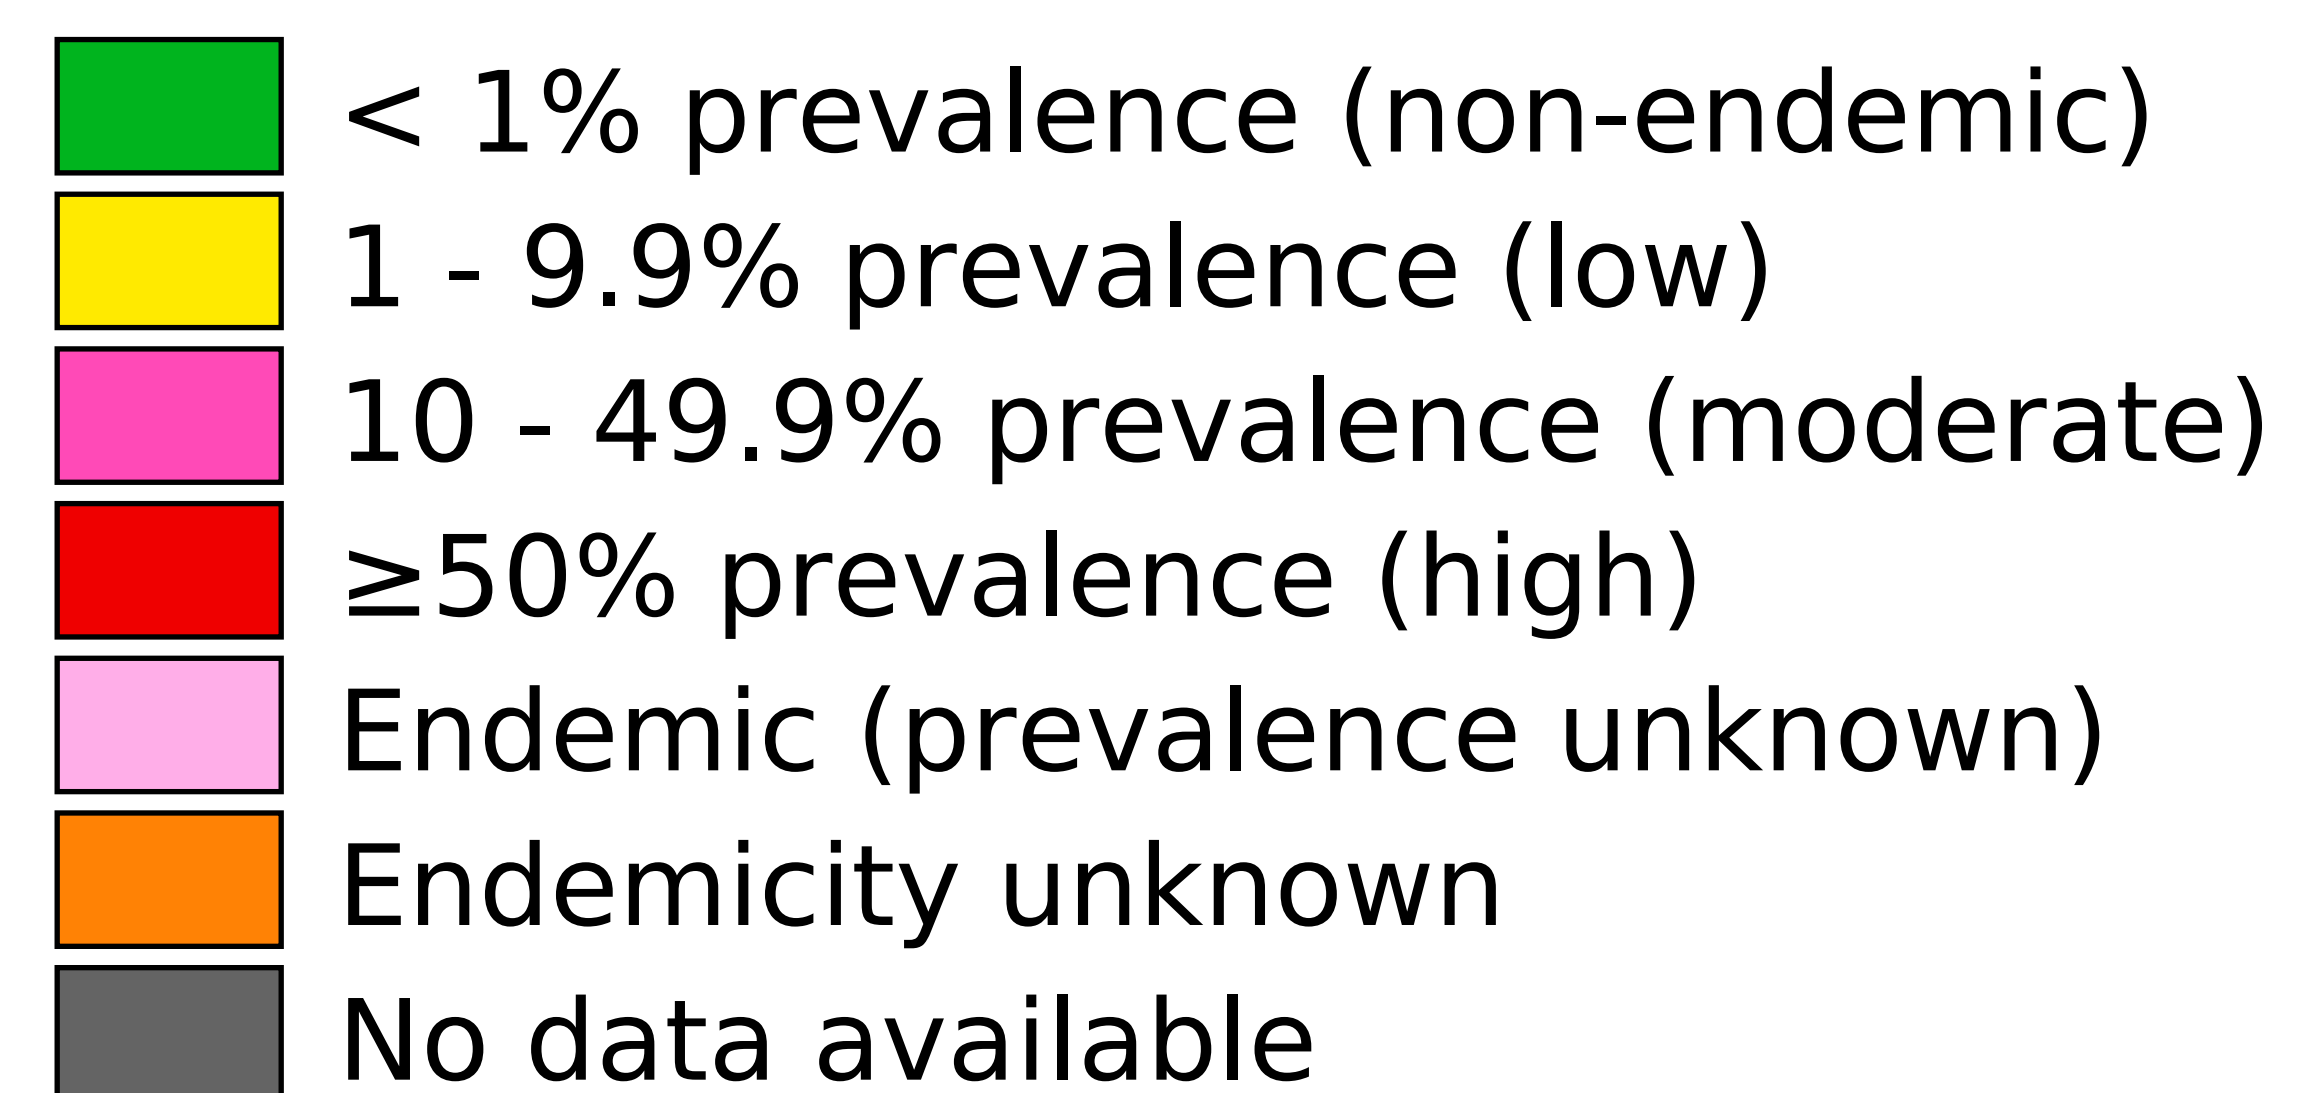 < 1% prevalence (non-endemic)
1 - 9.9% prevalence (low)
10 - 49.9% prevalence (moderate)
≥50% prevalence (high)
Endemic (prevalence unknown)
Endemicity unknown
No data available